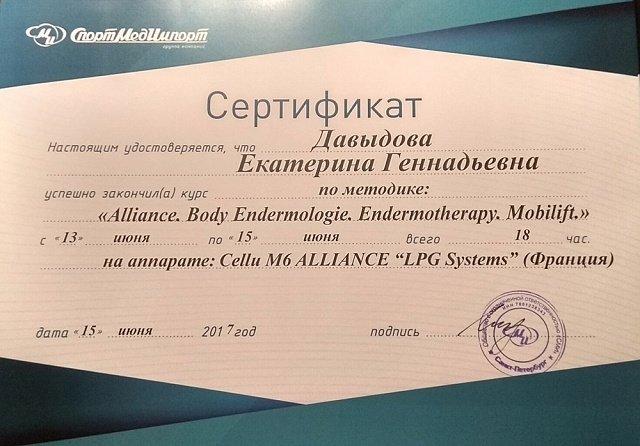 СпортМедИмпорт
группа компаний
Сертификат
Настоящим удостоверяется, что Давыдова
Екатерина Геннадьевна
успешно закончил(а) курс по методике:
«Alliance. Body Endermologie. Endermotherapy. Mobilift.»
с «13» июня по «15» июня всего 18 час.
на аппарате: Cellu M6 ALLIANCE “LPG Systems” (Франция)
дата «15» июня 2017 год подпись
Санкт-Петербург